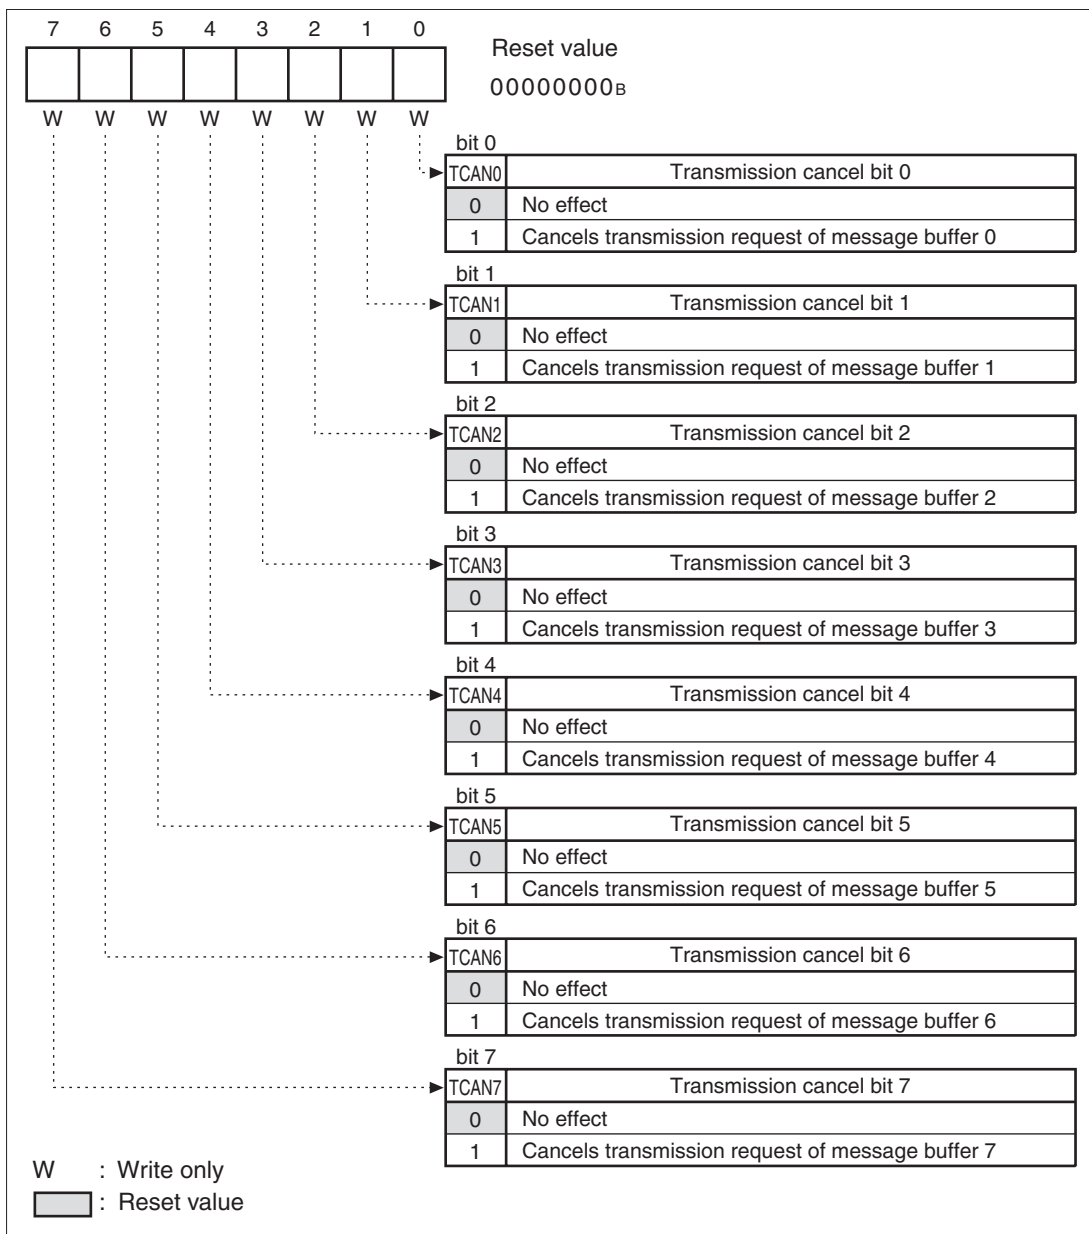 7 6 5 4 3 2 1 0
Reset value
00000000B
W W W W W W W W
bit 0
TCAN0 Transmission cancel bit 0
0 No effect
1 Cancels transmission request of message buffer 0
bit 1
TCAN1 Transmission cancel bit 1
0 No effect
1 Cancels transmission request of message buffer 1
bit 2
TCAN2 Transmission cancel bit 2
0 No effect
1 Cancels transmission request of message buffer 2
bit 3
TCAN3 Transmission cancel bit 3
0 No effect
1 Cancels transmission request of message buffer 3
bit 4
TCAN4 Transmission cancel bit 4
0 No effect
1 Cancels transmission request of message buffer 4
bit 5
TCAN5 Transmission cancel bit 5
0 No effect
1 Cancels transmission request of message buffer 5
bit 6
TCAN6 Transmission cancel bit 6
0 No effect
1 Cancels transmission request of message buffer 6
bit 7
TCAN7 Transmission cancel bit 7
0 No effect
1 Cancels transmission request of message buffer 7
W : Write only
: Reset value